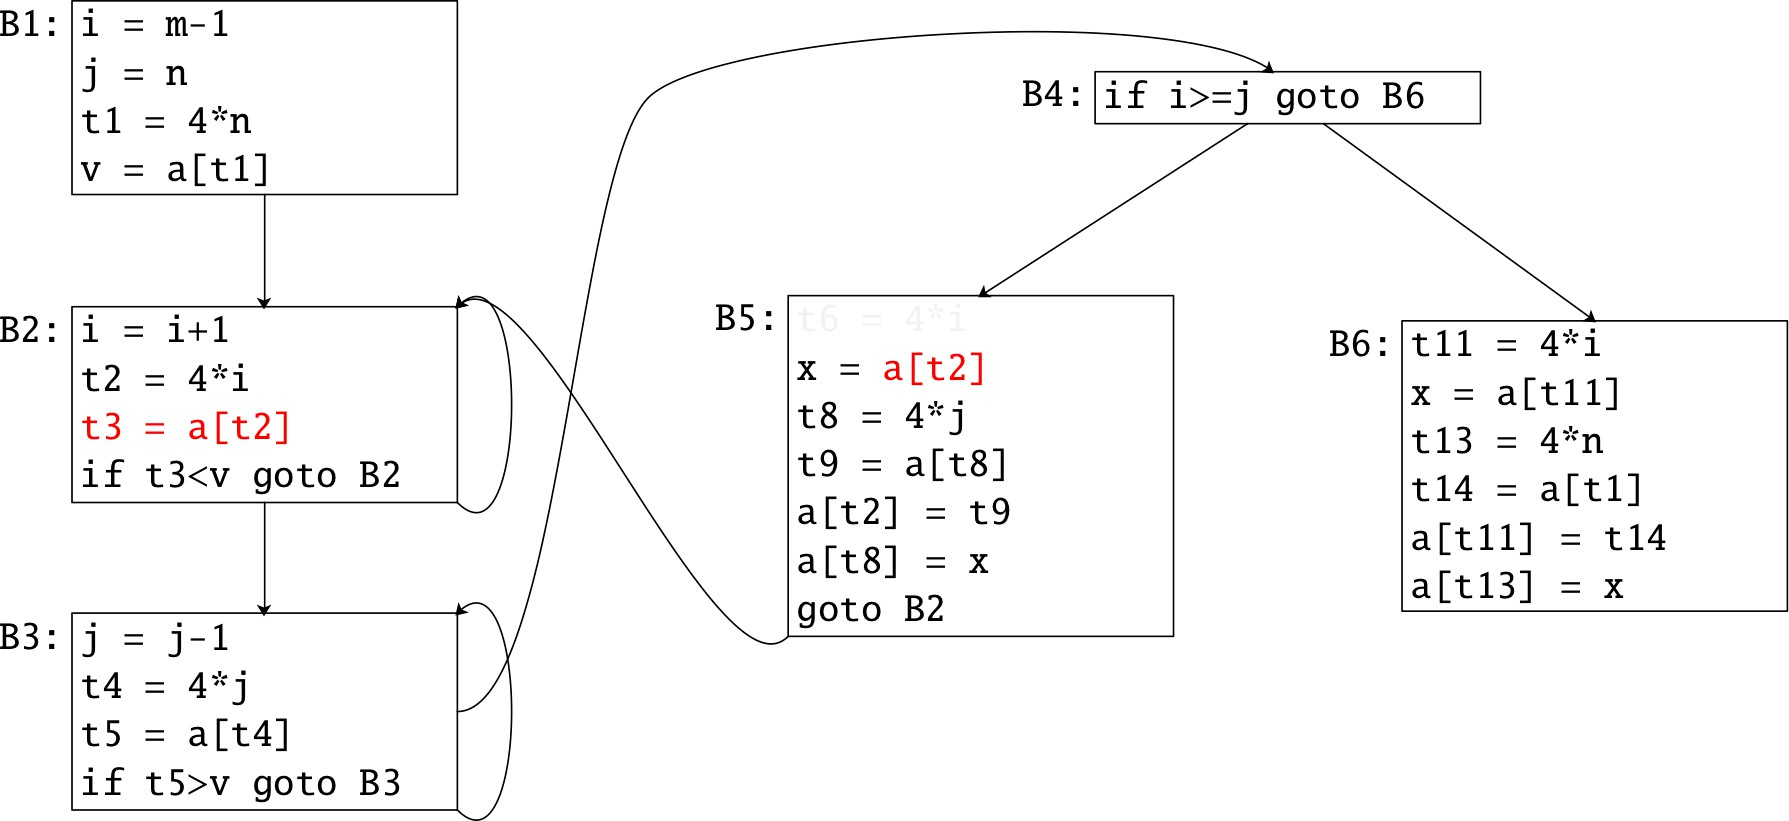 B1:
i = m-1
j = n
t1 = 4*n
v = a[t1]
B2:
i = i+1
t2 = 4*i
t3 = a[t2]
if t3<v goto B2
B3:
j = j-1
t4 = 4*j
t5 = a[t4]
if t5>v goto B3
B4:
if i>=j goto B6
B5:
t6 = 4*i
x = a[t2]
t8 = 4*j
t9 = a[t8]
a[t2] = t9
a[t8] = x
goto B2
B6:
t11 = 4*i
x = a[t11]
t13 = 4*n
t14 = a[t1]
a[t11] = t14
a[t13] = x